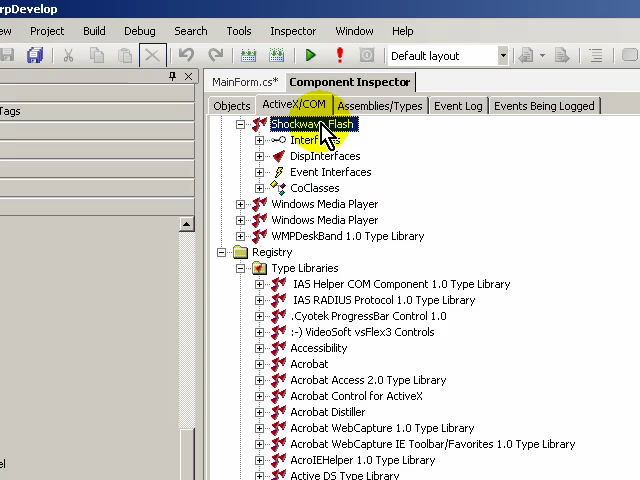 rpDevelop
ew Project Build Debug Search Tools Inspector Window Help
Default layout
MainForm.cs* Component Inspector
Objects ActiveX/COM Assemblies/Types Event Log Events Being Logged
Tags
Shockwave Flash
Interfaces
DispInterfaces
Event Interfaces
CoClasses
Windows Media Player
Windows Media Player
WMPDeskBand 1.0 Type Library
Registry
Type Libraries
IAS Helper COM Component 1.0 Type Library
IAS RADIUS Protocol 1.0 Type Library
.Cyotek ProgressBar Control 1.0
:-) VideoSoft vsFlex3 Controls
Accessibility
Acrobat
Acrobat Access 2.0 Type Library
Acrobat Control for ActiveX
Acrobat Distiller
Acrobat WebCapture 1.0 Type Library
Acrobat WebCapture IE Toolbar/Favorites 1.0 Type Library
AcroIEHelper 1.0 Type Library
el
Active DS Type Library